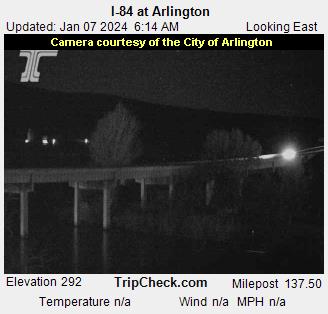 I-84 at Arlington
Updated: Jan 07 2024 6:14 AM Looking East
Camera courtesy of the City of Arlington
Elevation 292 TripCheck.com Milepost 137.50
Temperature n/a Wind n/a MPH n/a